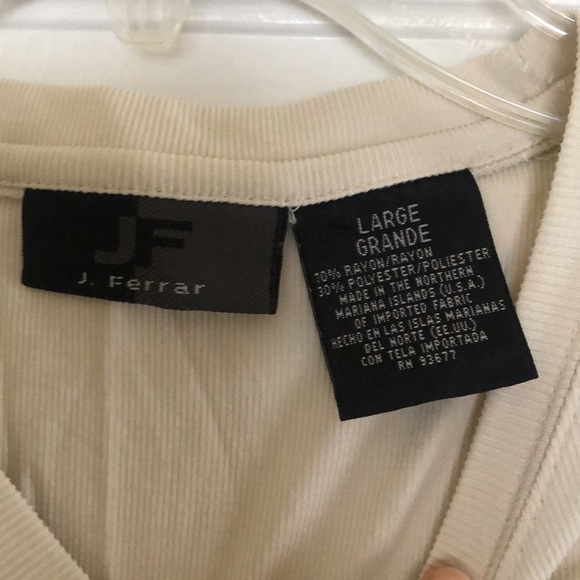 JF
J. Ferrar
LARGE
GRANDE
70% RAYON/RAYON
30% POLYESTER/POLIESTER
MADE IN THE NORTHERN
MARIANA ISLANDS (U.S.A.)
OF IMPORTED FABRIC
HECHO EN LAS ISLAS MARIANAS
DEL NORTE (EE.UU.)
CON TELA IMPORTADA
RN 93677